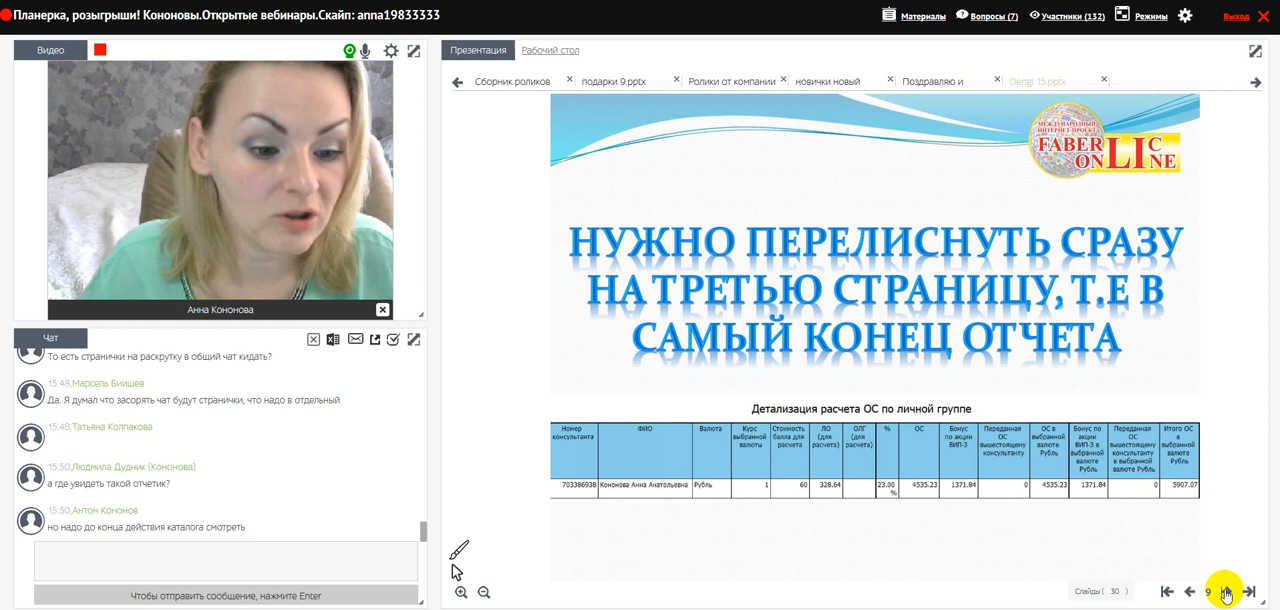 Планерка, розыгрыши! Кононовы.Открытые вебинары.Скайп: anna19833333
Материалы
Вопросы (7)
Участники (132)
Режимы
Выход
Видео
Анна Кононова
Чат
То есть странички на раскрутку в общий чат кидать?
15:48,Марсель Биишев
Да. Я думал что засорять чат будут странички, что надо в отдельный
15:48,Татьяна Колпакова
15:50,Людмила Дудник (Кононова)
а где увидеть такой отчетик?
15:50,Антон Кононов
но надо до конца действия каталога смотреть
Чтобы отправить сообщение, нажмите Enter
Презентация
Рабочий стол
Сборник роликов
подарки 9.pptx
Ролики от компании
новички новый
Поздравляю и
Dengi 15.pptx
МЕЖДУНАРОДНЫЙ
ИНТЕРНЕТ-ПРОЕКТ
FABERLIC
ONLINE
НУЖНО ПЕРЕЛИСНУТЬ СРАЗУ
НА ТРЕТЬЮ СТРАНИЦУ, Т.Е В
САМЫЙ КОНЕЦ ОТЧЕТА
Детализация расчета ОС по личной группе
Номер консультанта
ФИО
Валюта
Курс выбранной валюты
Стоимость балла для расчета
ЛО (для расчета)
ОЛГ (для расчета)
%
ОС
Бонус по акции ВИП-3
Переданная ОС вышестоящему консультанту
ОС в выбранной валюте Рубль
Бонус по акции ВИП-3 в выбранной валюте Рубль
Переданная ОС вышестоящему консультанту в выбранной валюте Рубль
Итого ОС в выбранной валюте Рубль
703386938 Кононова Анна Анатольевна Рубль 1 60 328.64 23.00 % 4535.23 1371.84 0 4535.23 1371.84 0 5907.07
Слайды ( 30 )
9